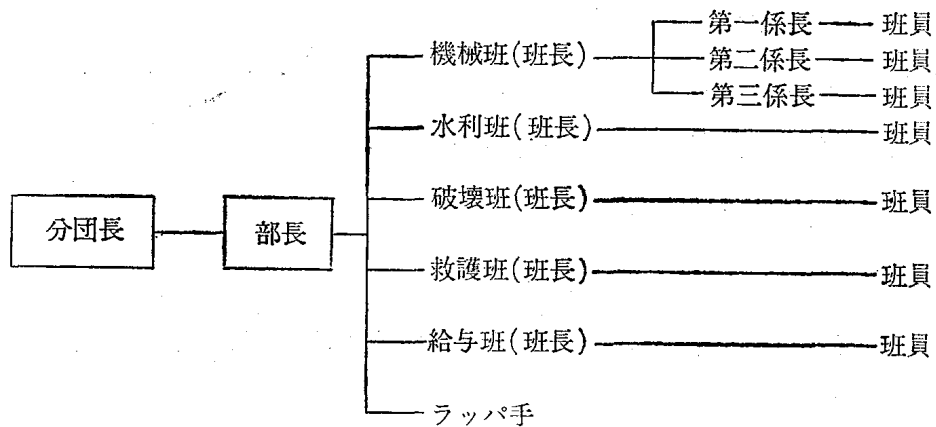 第一係長 班員
機械班(班長) 第二係長 班員
第三係長 班員
水利班(班長) 班員
破壊班(班長) 班員
分団長 部長
救護班(班長) 班員
給与班(班長) 班員
ラッパ手